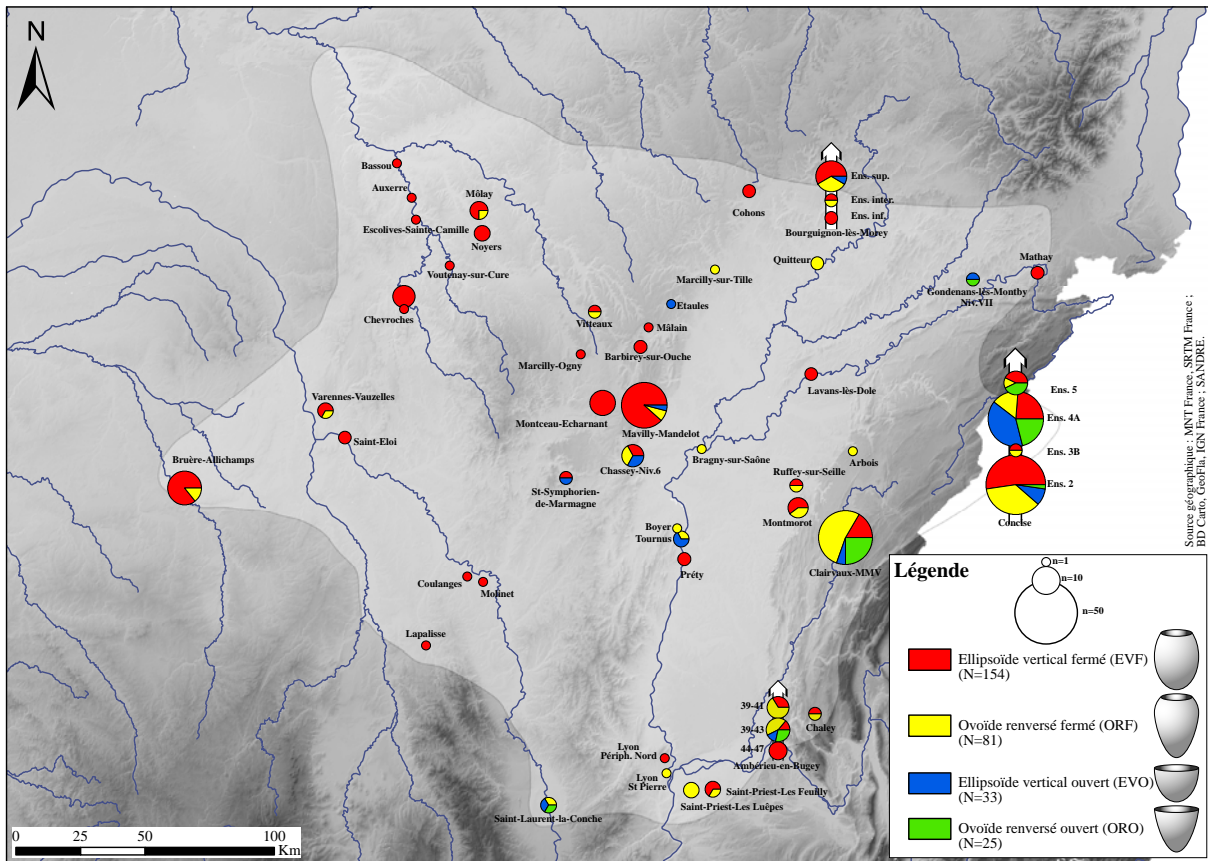 N
Bassou
Auxerre
Escolives-Sainte-Camille
Môlay
Noyers
Voutenay-sur-Cure
Chevroches
Cohons
Ens. sup.
Ens. inter.
Ens. inf.
Bourguignon-lès-Morey
Quitteur
Marcilly-sur-Tille
Etaules
Vitteaux
Mâlain
Marcilly-Ogny
Barbirey-sur-Ouche
Gondenans-lès-Montby
Niv.VII
Mathay
Lavans-lès-Dole
Montceau-Echarnant
Mavilly-Mandelot
Varennes-Vauzelles
Saint-Eloi
Bruère-Allichamps
Chassey-Niv.6
Bragny-sur-Saône
St-Symphorien-
de-Marmagne
Arbois
Ruffey-sur-Seille
Montmorot
Boyer
Tournus
Préty
Clairvaux-MMV
Ens. 5
Ens. 4A
Ens. 3B
Ens. 2
Concise
Coulanges
Molinet
Lapalisse
39-41
39-43
44-47
Ambérieu-en-Bugey
Chaley
Lyon
Périph. Nord
Lyon
St Pierre
Saint-Priest-Les Feuilly
Saint-Priest-Les Luêpes
Saint-Laurent-la-Conche
0 25 50 100
Km
Source géographique : MNT France, SRTM France ;
BD Carto, GeoFla, IGN France ; SANDRE.
Légende
n=1
n=10
n=50
Ellipsoïde vertical fermé (EVF)
(N=154)
Ovoïde renversé fermé (ORF)
(N=81)
Ellipsoïde vertical ouvert (EVO)
(N=33)
Ovoïde renversé ouvert (ORO)
(N=25)